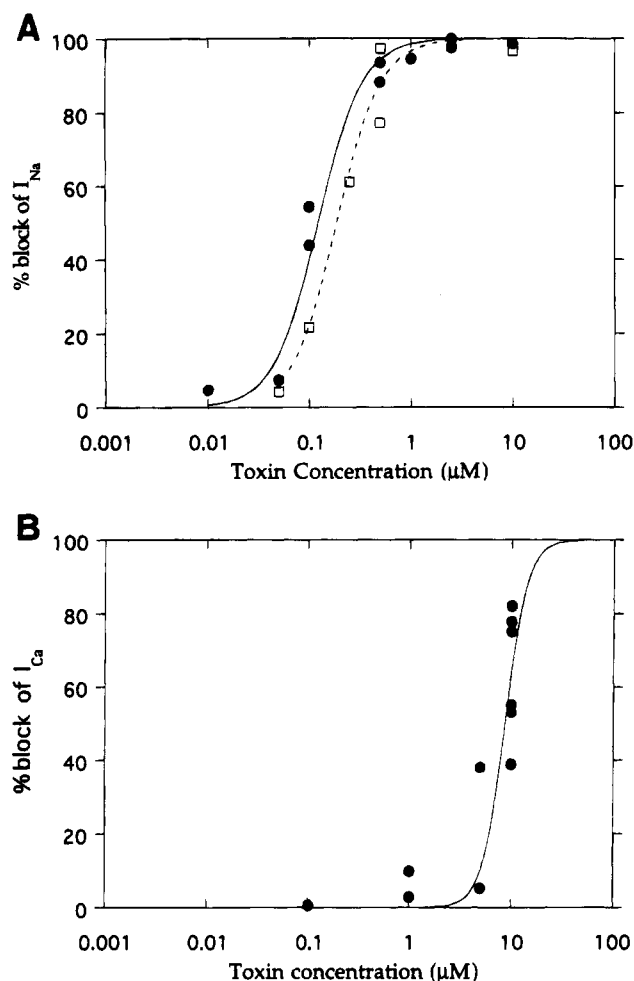 A
% block of I_Na
100
80
60
40
20
0
0.001 0.01 0.1 1 10 100
Toxin Concentration (µM)
B
% block of I_Ca
100
80
60
40
20
0
0.001 0.01 0.1 1 10 100
Toxin concentration (µM)